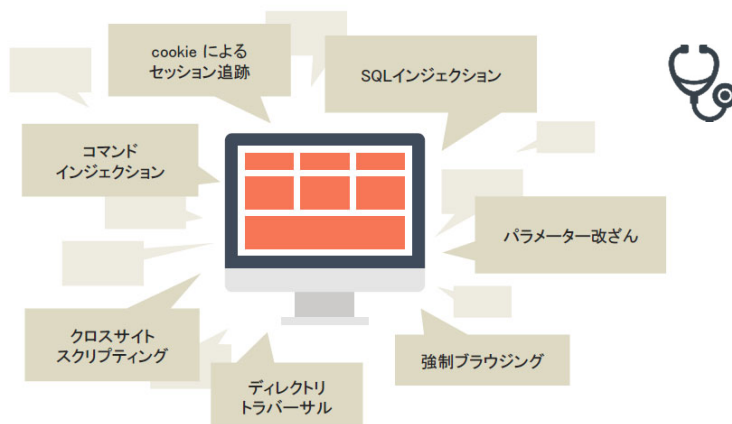 cookie による
セッション追跡
SQLインジェクション
コマンド
インジェクション
パラメーター改ざん
クロスサイト
スクリプティング
強制ブラウジング
ディレクトリ
トラバーサル